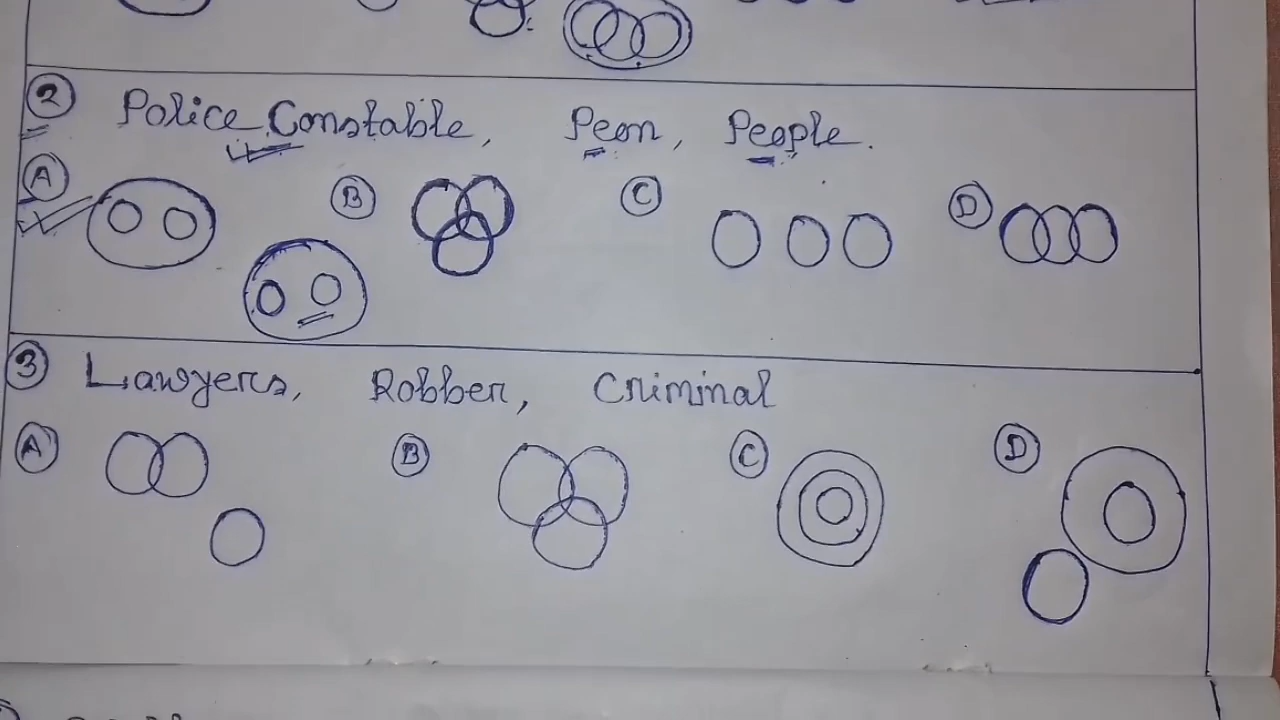 2 Police Constable, Peon, People.
A B C D
3 Lawyers, Robber, Criminal
A B C D